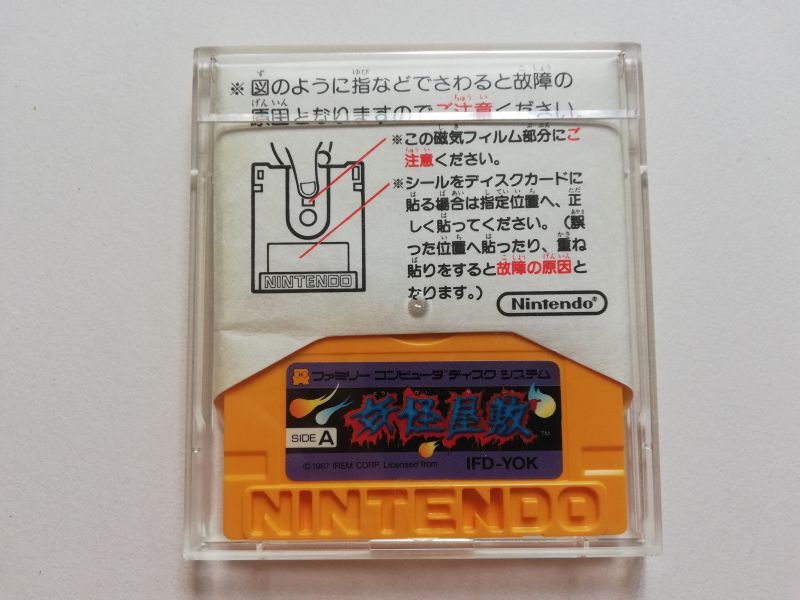 ※図のように指などでさわると故障の
原因となりますのでご注意ください。
※この磁気フィルム部分にご
注意ください。
※シールをディスクカードに
貼る場合は指定位置へ、正
しく貼ってください。（誤
った位置へ貼ったり、重ね
貼りをすると故障の原因と
なります。）
NINTENDO
Nintendo®
ファミリー コンピュータ ディスク システム
妖怪屋敷
TM
SIDE A
© 1987 IREM CORP. Licensed from
IFD-YOK
NINTENDO